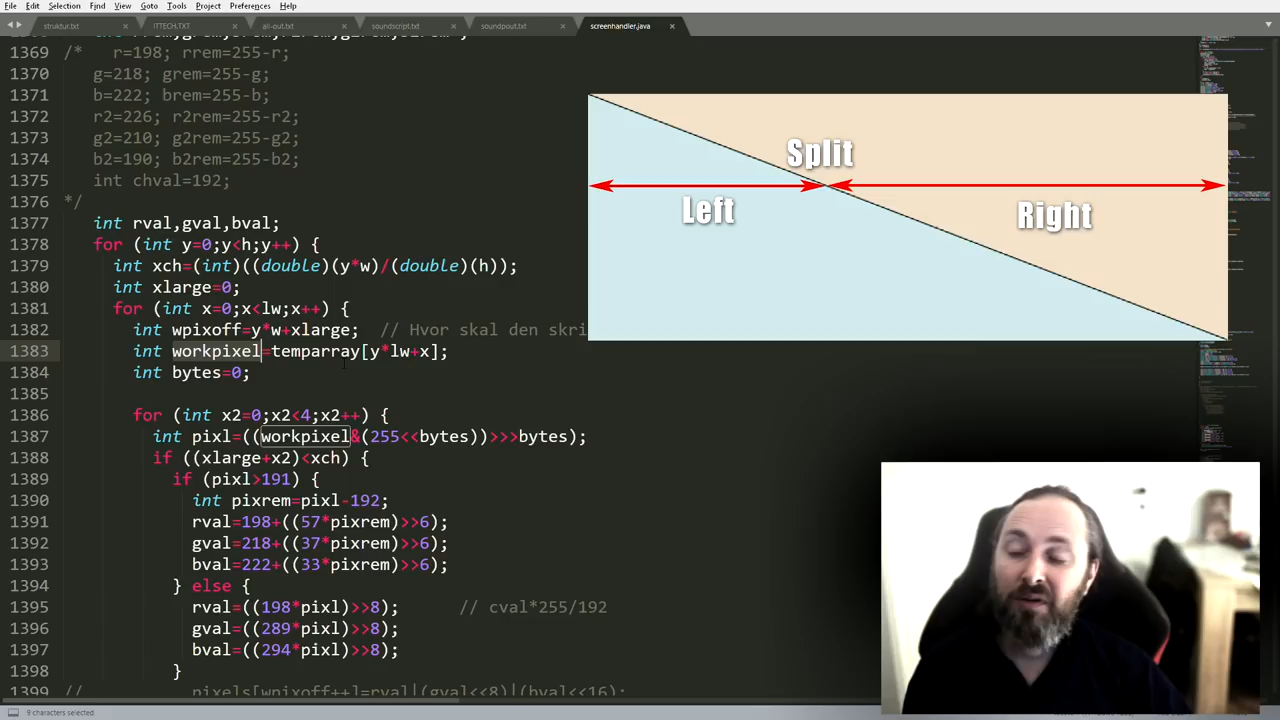 File Edit Selection Find View Goto Tools Project Preferences Help
struktur.txt × ITTECH.TXT × all-out.txt × soundscript.txt × soundpout.txt × screenhandler.java ×
1369 /* r=198; rrem=255-r;
1370 g=218; grem=255-g;
1371 b=222; brem=255-b;
1372 r2=226; r2rem=255-r2;
1373 g2=210; g2rem=255-g2;
1374 b2=190; b2rem=255-b2;
1375 int chval=192;
1376 */
1377 int rval,gval,bval;
1378 for (int y=0;y<h;y++) {
1379 int xch=(int)((double)(y*w)/(double)(h));
1380 int xlarge=0;
1381 for (int x=0;x<lw;x++) {
1382 int wpixoff=y*w+xlarge; // Hvor skal den skri
1383 int workpixel=temparray[y*lw+x];
1384 int bytes=0;
1385
1386 for (int x2=0;x2<4;x2++) {
1387 int pixl=((workpixel&(255<<bytes))>>>bytes);
1388 if ((xlarge+x2)<xch) {
1389 if (pixl>191) {
1390 int pixrem=pixl-192;
1391 rval=198+((57*pixrem)>>6);
1392 gval=218+((37*pixrem)>>6);
1393 bval=222+((33*pixrem)>>6);
1394 } else {
1395 rval=((198*pixl)>>8); // cval*255/192
1396 gval=((289*pixl)>>8);
1397 bval=((294*pixl)>>8);
1398 }
1399 // pixels[wpixoff++]=rval|(gval<<8)|(bval<<16);
Split
Left
Right
9 characters selected